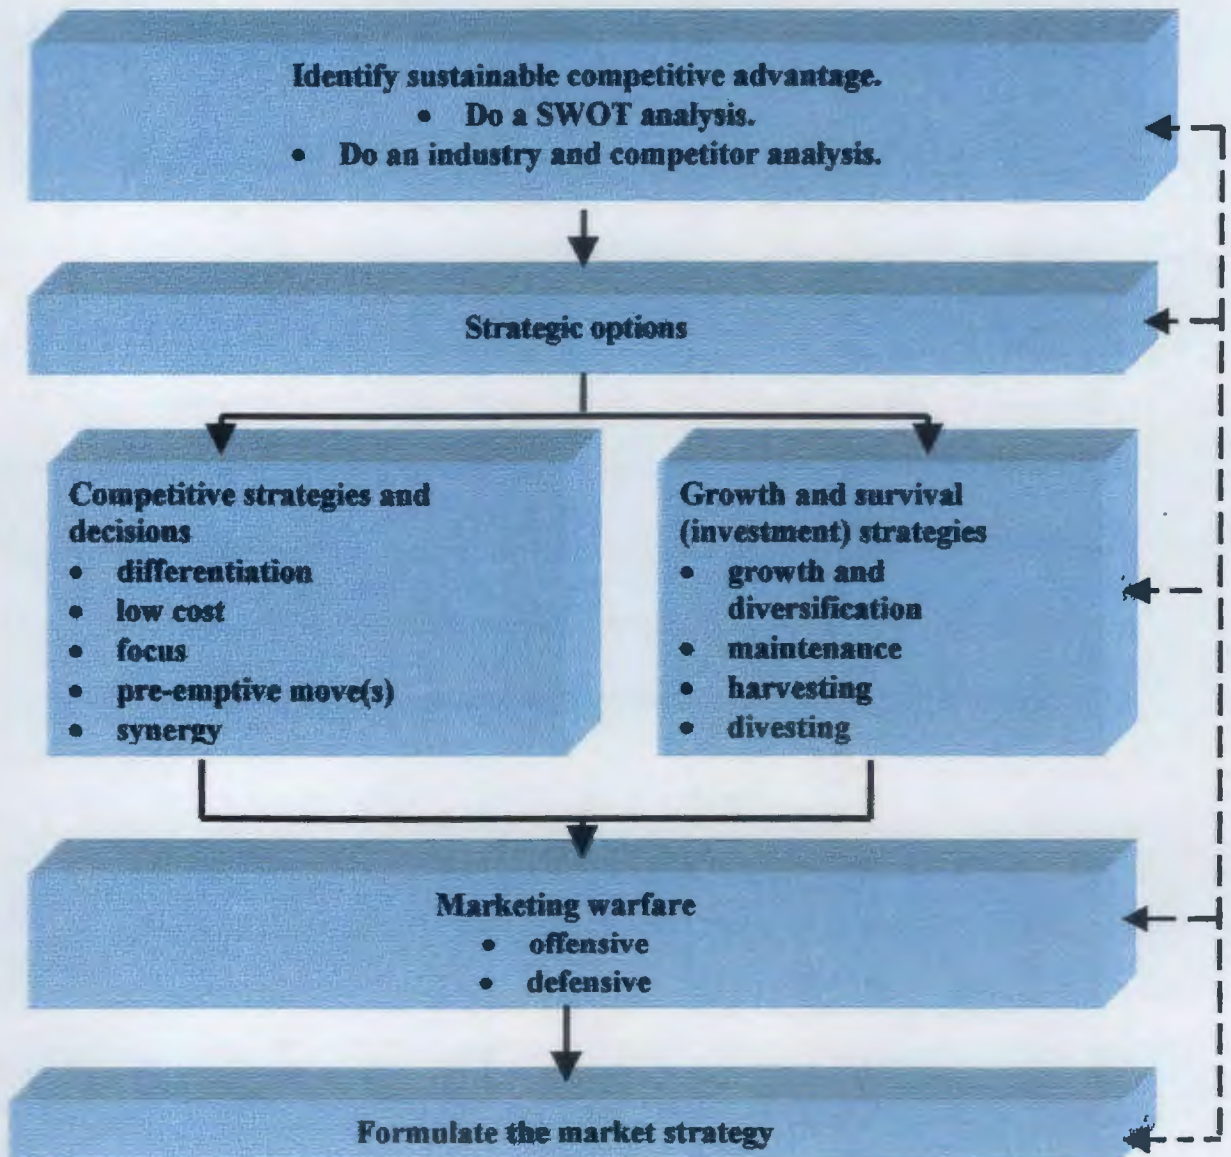 Identify sustainable competitive advantage.
• Do a SWOT analysis.
• Do an industry and competitor analysis.
Strategic options
Competitive strategies and
decisions
• differentiation
• low cost
• focus
• pre-emptive move(s)
• synergy
Growth and survival
(investment) strategies
• growth and
diversification
• maintenance
• harvesting
• divesting
Marketing warfare
• offensive
• defensive
Formulate the market strategy